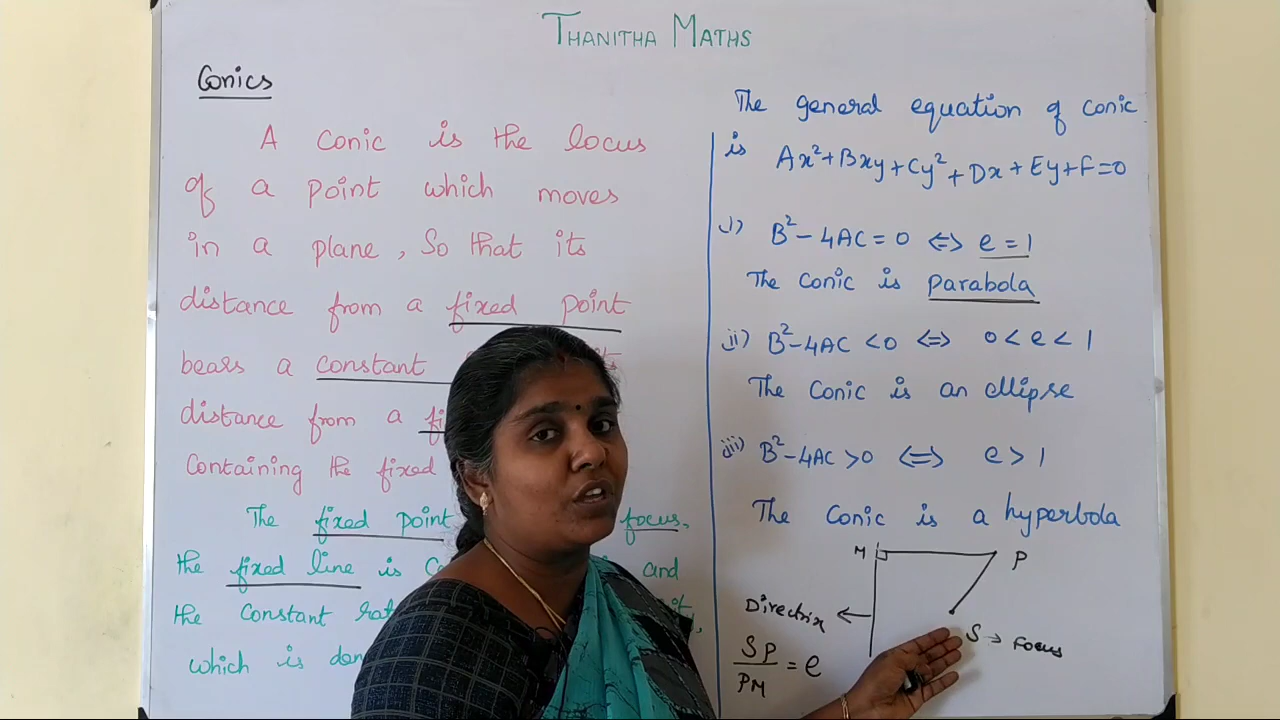 THANITHA MATHS
Conics
A conic is the locus
of a point which moves
in a plane, So that its
distance from a fixed point
bears a constant
distance from a
Containing the fixed
The fixed point focus,
the fixed line is and
the constant
which is
The general equation of conic
is Ax²+Bxy+Cy²+Dx+Ey+F=0
i) B²-4AC=0 ⇔ e=1
The Conic is parabola
ii) B²-4AC<0 ⇔ 0<e<1
The Conic is an ellipse
iii) B²-4AC>0 ⇔ e>1
The Conic is a hyperbola
M P
Directrix ←
S → Focus
SP/PM = e